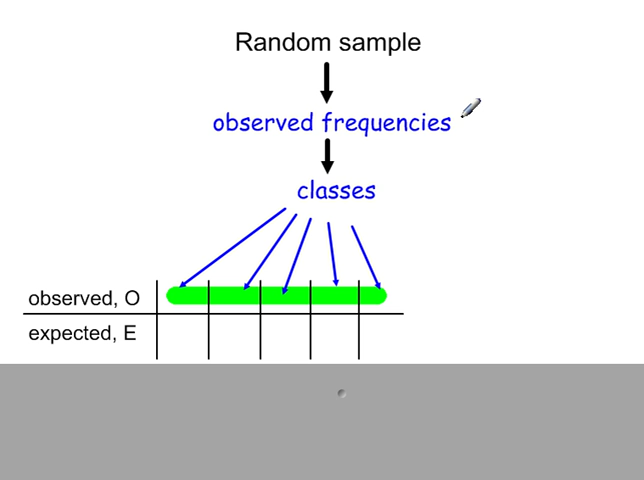 Random sample
observed frequencies
classes
observed, O
expected, E